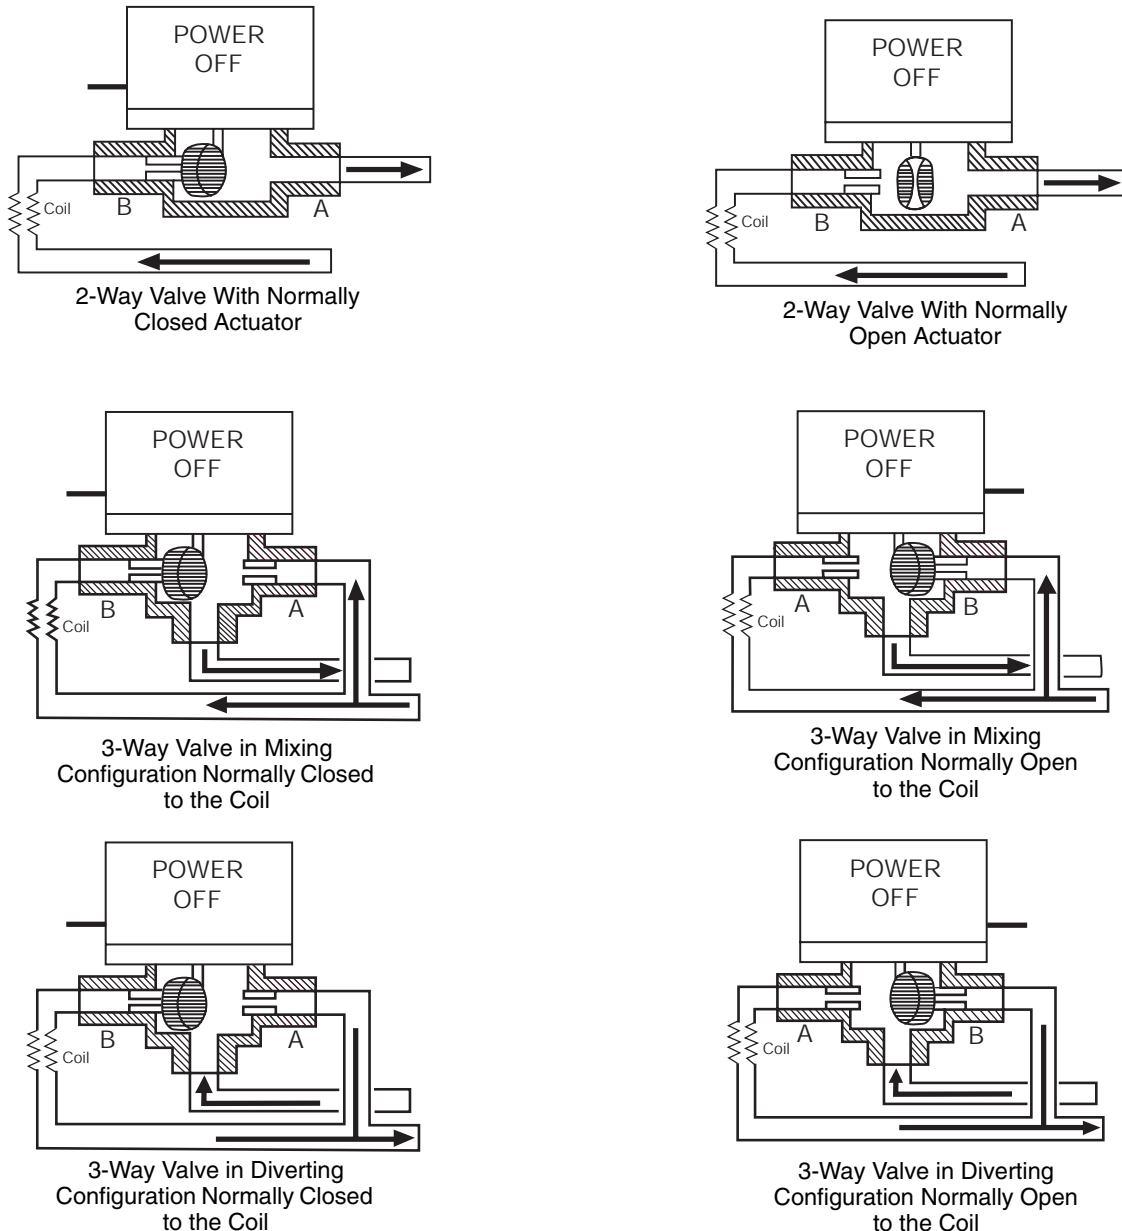 POWER
OFF
Coil
B
A
2-Way Valve With Normally
Closed Actuator
POWER
OFF
Coil
B
A
2-Way Valve With Normally
Open Actuator
POWER
OFF
B
A
Coil
3-Way Valve in Mixing
Configuration Normally Closed
to the Coil
POWER
OFF
A
B
Coil
3-Way Valve in Mixing
Configuration Normally Open
to the Coil
POWER
OFF
B
A
Coil
3-Way Valve in Diverting
Configuration Normally Closed
to the Coil
POWER
OFF
A
B
Coil
3-Way Valve in Diverting
Configuration Normally Open
to the Coil